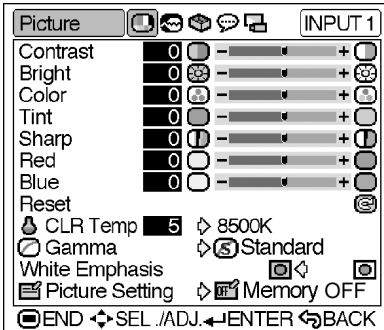 Picture INPUT 1
Contrast 0 - +
Bright 0 - +
Color 0 - +
Tint 0 - +
Sharp 0 - +
Red 0 - +
Blue 0 - +
Reset
CLR Temp 5 8500K
Gamma S Standard
White Emphasis
Picture Setting OFF Memory OFF
END SEL./ADJ. ENTER BACK